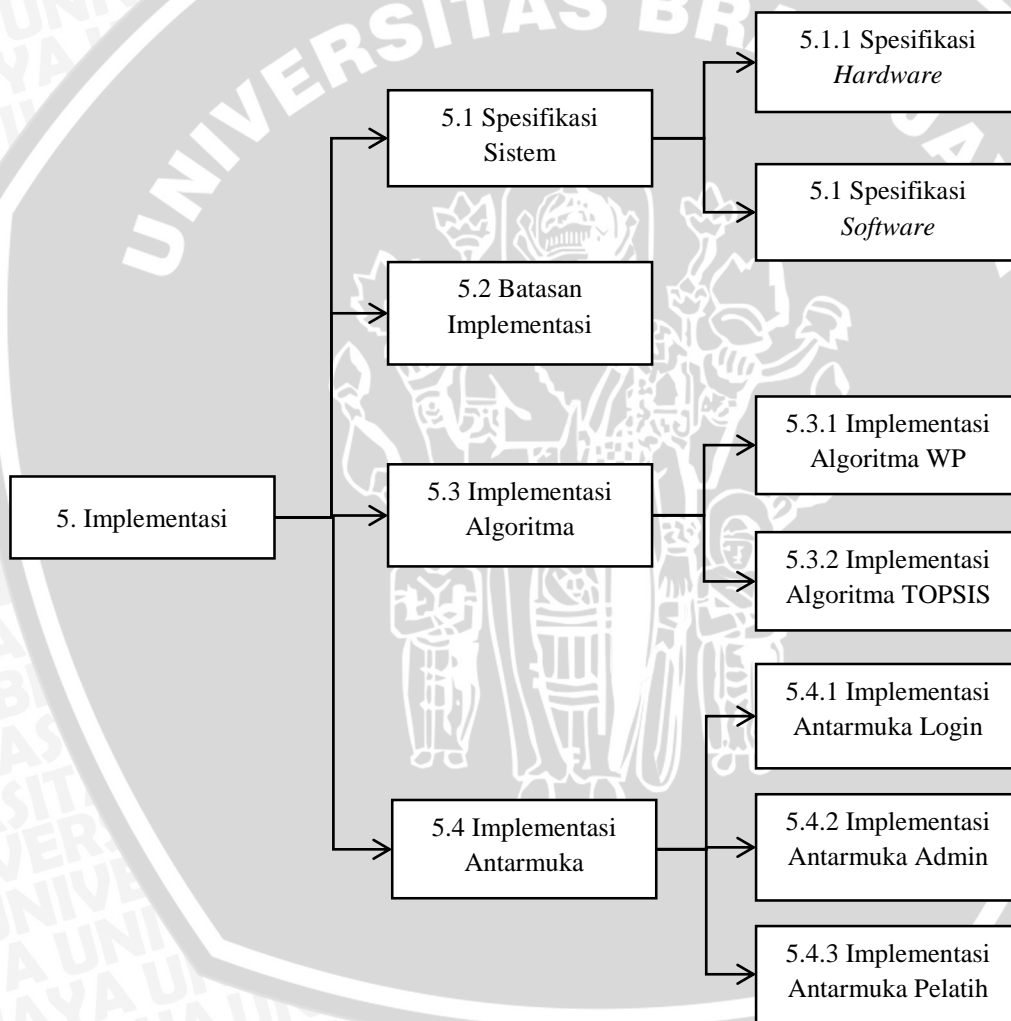 UNIVERSITAS BRA
5.1.1 Spesifikasi
Hardware
5.1 Spesifikasi
Sistem
5.1 Spesifikasi
Software
5.2 Batasan
Implementasi
5.3.1 Implementasi
Algoritma WP
5. Implementasi
5.3 Implementasi
Algoritma
5.3.2 Implementasi
Algoritma TOPSIS
5.4.1 Implementasi
Antarmuka Login
5.4 Implementasi
Antarmuka
5.4.2 Implementasi
Antarmuka Admin
5.4.3 Implementasi
Antarmuka Pelatih